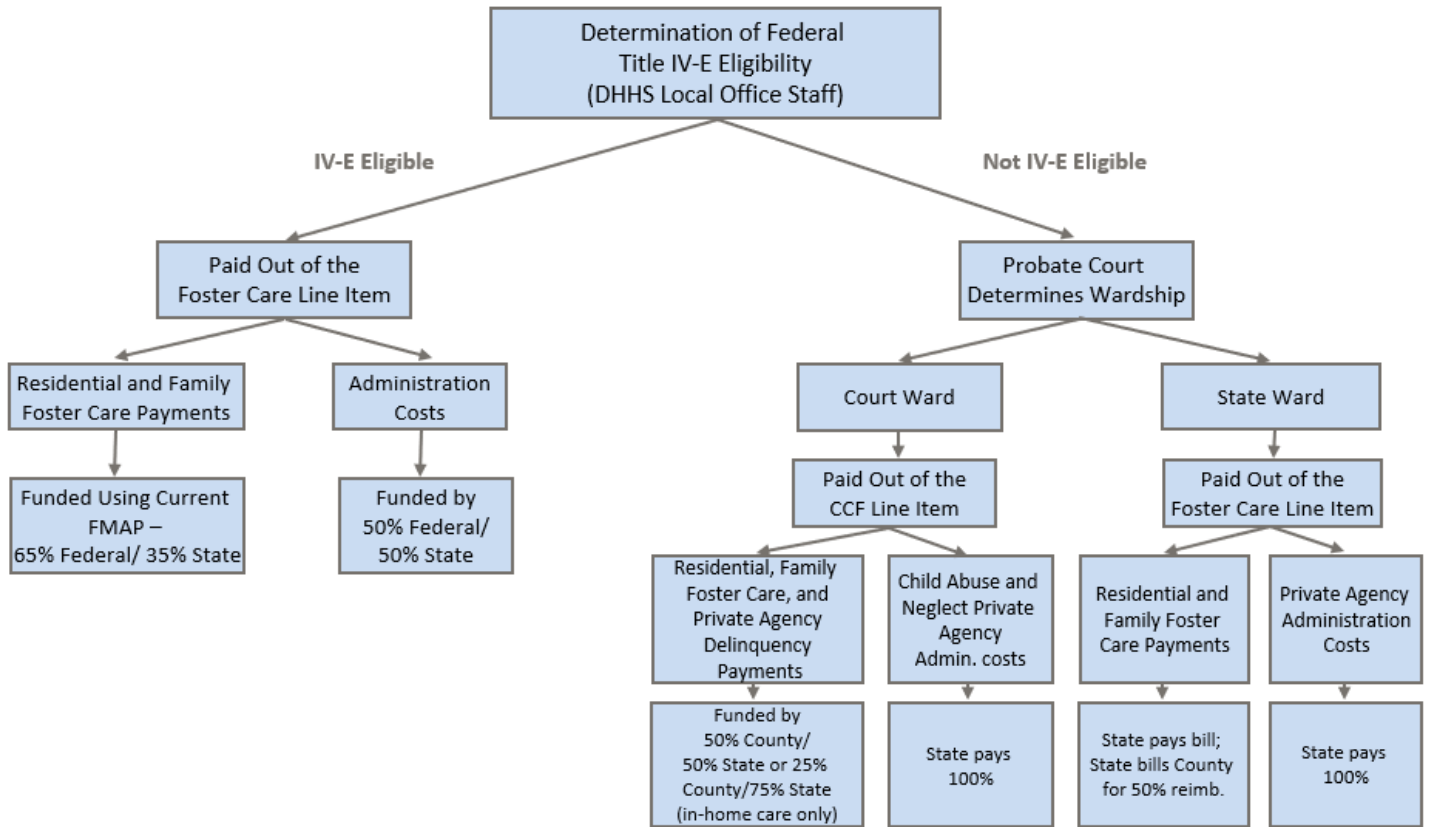 Determination of Federal
Title IV-E Eligibility
(DHHS Local Office Staff)
IV-E Eligible
Not IV-E Eligible
Paid Out of the
Foster Care Line Item
Probate Court
Determines Wardship
Residential and Family
Foster Care Payments
Administration
Costs
Court Ward
State Ward
Funded Using Current
FMAP –
65% Federal/ 35% State
Funded by
50% Federal/
50% State
Paid Out of the
CCF Line Item
Paid Out of the
Foster Care Line Item
Residential, Family
Foster Care, and
Private Agency
Delinquency
Payments
Child Abuse and
Neglect Private
Agency
Admin. costs
Residential and
Family Foster
Care Payments
Private Agency
Administration
Costs
Funded by
50% County/
50% State or 25%
County/75% State
(in-home care only)
State pays
100%
State pays bill;
State bills County
for 50% reimb.
State pays
100%